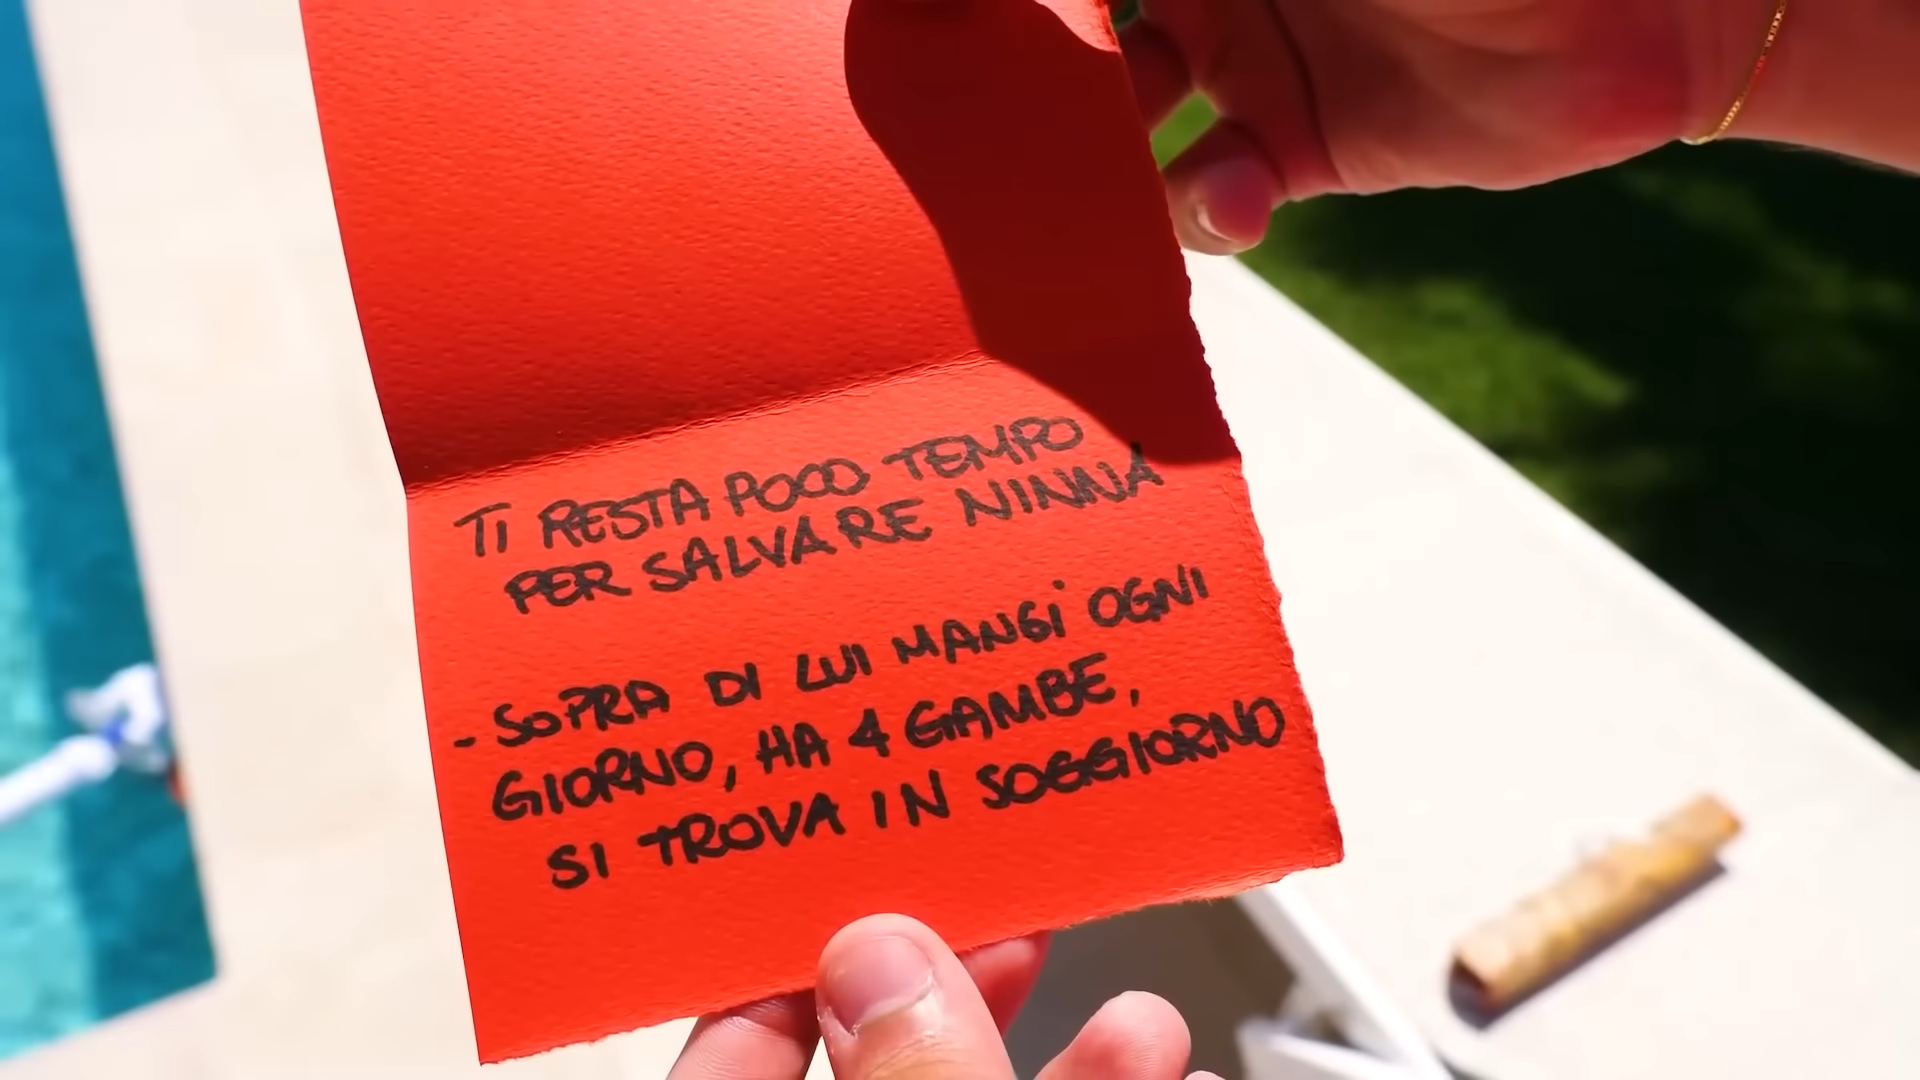 TI RESTA POCO TEMPO
PER SALVARE NINNA
- SOPRA DI LUI MANGI OGNI
GIORNO, HA 4 GAMBE,
SI TROVA IN SOGGIORNO